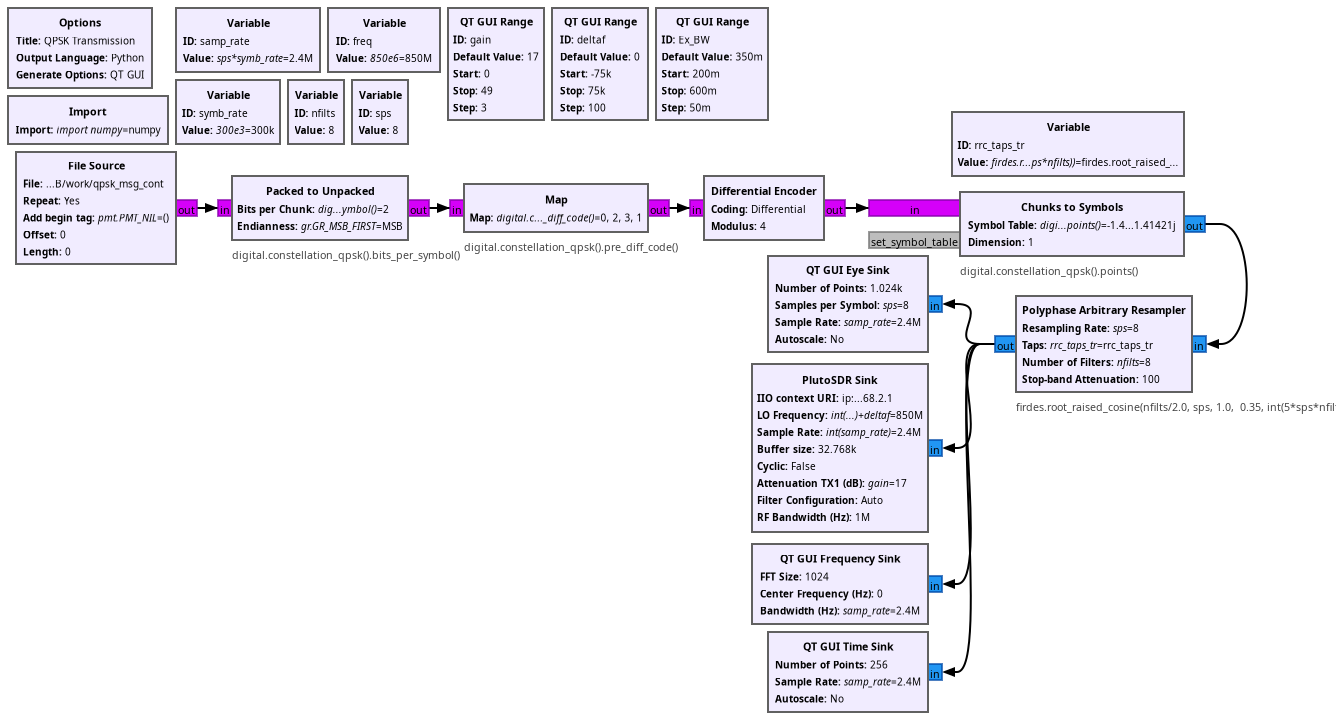 Options
Title: QPSK Transmission
Output Language: Python
Generate Options: QT GUI
Variable
ID: samp_rate
Value: sps*symb_rate=2.4M
Variable
ID: freq
Value: 850e6=850M
QT GUI Range
ID: gain
Default Value: 17
Start: 0
Stop: 49
Step: 3
QT GUI Range
ID: deltaf
Default Value: 0
Start: -75k
Stop: 75k
Step: 100
QT GUI Range
ID: Ex_BW
Default Value: 350m
Start: 200m
Stop: 600m
Step: 50m
Import
Import: import numpy=numpy
Variable
ID: symb_rate
Value: 300e3=300k
Variable
ID: nfilts
Value: 8
Variable
ID: sps
Value: 8
Variable
ID: rrc_taps_tr
Value: firdes.r...ps*nfilts))=firdes.root_raised_...
File Source
File: ...B/work/qpsk_msg_cont
Repeat: Yes
Add begin tag: pmt.PMT_NIL=()
Offset: 0
Length: 0
out
in
Packed to Unpacked
Bits per Chunk: dig...ymbol()=2
Endianness: gr.GR_MSB_FIRST=MSB
out
digital.constellation_qpsk().bits_per_symbol()
in
Map
Map: digital.c..._diff_code()=0, 2, 3, 1
out
digital.constellation_qpsk().pre_diff_code()
in
Differential Encoder
Coding: Differential
Modulus: 4
out
in
set_symbol_table
Chunks to Symbols
Symbol Table: digi...points()=-1.4...1.41421j
Dimension: 1
out
digital.constellation_qpsk().points()
Polyphase Arbitrary Resampler
Resampling Rate: sps=8
Taps: rrc_taps_tr=rrc_taps_tr
Number of Filters: nfilts=8
Stop-band Attenuation: 100
out
in
firdes.root_raised_cosine(nfilts/2.0, sps, 1.0, 0.35, int(5*sps*nfil
QT GUI Eye Sink
Number of Points: 1.024k
Samples per Symbol: sps=8
Sample Rate: samp_rate=2.4M
Autoscale: No
in
PlutoSDR Sink
IIO context URI: ip:...68.2.1
LO Frequency: int(...)+deltaf=850M
Sample Rate: int(samp_rate)=2.4M
Buffer size: 32.768k
Cyclic: False
Attenuation TX1 (dB): gain=17
Filter Configuration: Auto
RF Bandwidth (Hz): 1M
in
QT GUI Frequency Sink
FFT Size: 1024
Center Frequency (Hz): 0
Bandwidth (Hz): samp_rate=2.4M
in
QT GUI Time Sink
Number of Points: 256
Sample Rate: samp_rate=2.4M
Autoscale: No
in